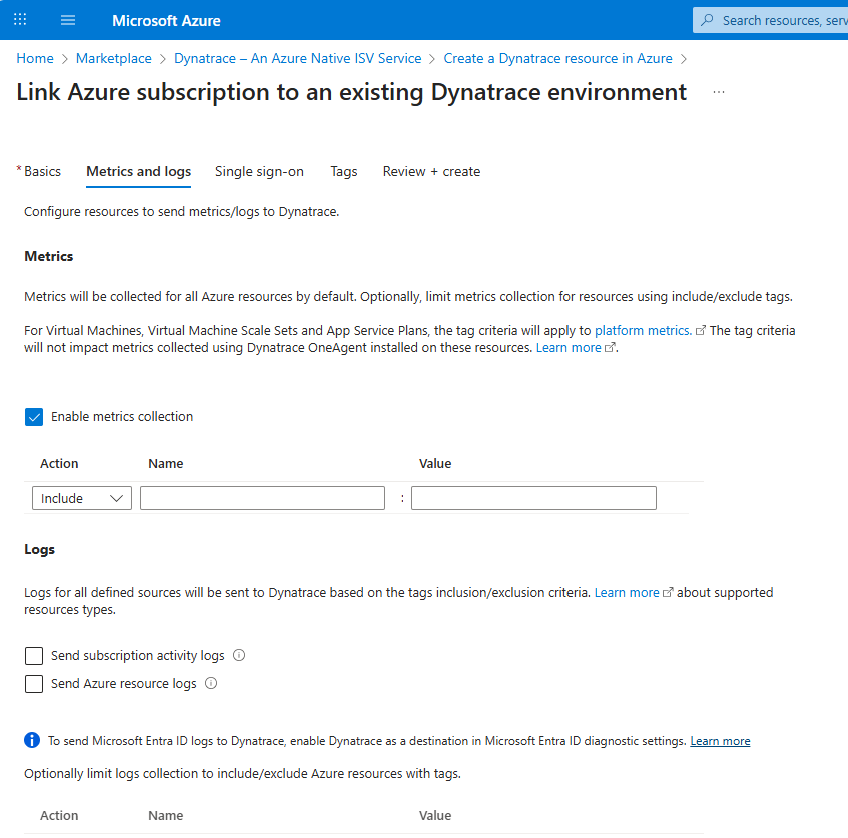 Microsoft Azure
Search resources, serv
Home > Marketplace > Dynatrace – An Azure Native ISV Service > Create a Dynatrace resource in Azure >
Link Azure subscription to an existing Dynatrace environment ...
* Basics Metrics and logs Single sign-on Tags Review + create
Configure resources to send metrics/logs to Dynatrace.
Metrics
Metrics will be collected for all Azure resources by default. Optionally, limit metrics collection for resources using include/exclude tags.
For Virtual Machines, Virtual Machine Scale Sets and App Service Plans, the tag criteria will apply to platform metrics. The tag criteria
will not impact metrics collected using Dynatrace OneAgent installed on these resources. Learn more.
Enable metrics collection
Action Name Value
Include :
Logs
Logs for all defined sources will be sent to Dynatrace based on the tags inclusion/exclusion criteria. Learn more about supported
resources types.
Send subscription activity logs
Send Azure resource logs
To send Microsoft Entra ID logs to Dynatrace, enable Dynatrace as a destination in Microsoft Entra ID diagnostic settings. Learn more
Optionally limit logs collection to include/exclude Azure resources with tags.
Action Name Value